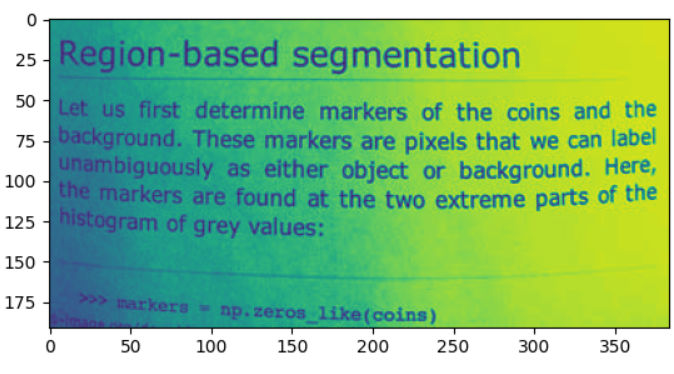 0
25
50
75
100
125
150
175
Region-based segmentation
Let us first determine markers of the coins and the
background. These markers are pixels that we can label
unambiguously as either object or background. Here,
the markers are found at the two extreme parts of the
histogram of grey values:
>>> markers = np.zeros_like(coins)
0 50 100 150 200 250 300 350